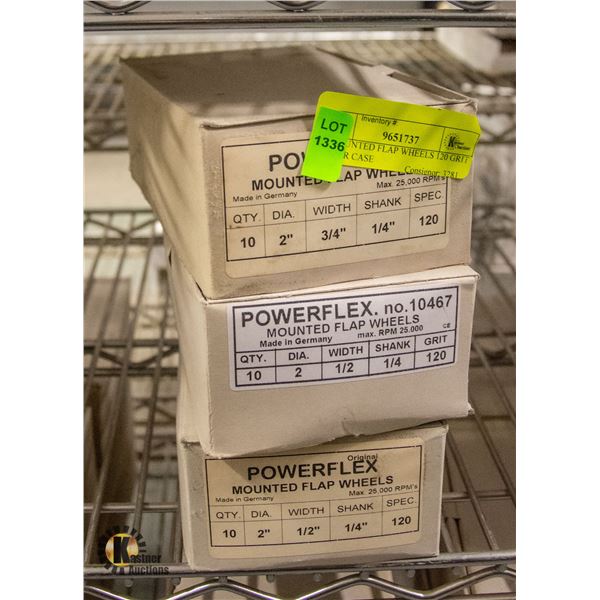 LOT
1336
Inventory #:
9651737
UNTED FLAP WHEELS 120 GRIT
R CASE
Consignor: 3281
MOUNTED FLAP
Made in Germany
Max. 25,000 RPM's
QTY. DIA. WIDTH SHANK SPEC.
10 2" 3/4" 1/4" 120
POWERFLEX. no.10467
MOUNTED FLAP WHEELS
Made in Germany max. RPM 25.000 CE
QTY. DIA. WIDTH SHANK GRIT
10 2 1/2 1/4 120
Original
POWERFLEX
MOUNTED FLAP WHEELS
Made in Germany Max. 25,000 RPM's
QTY. DIA. WIDTH SHANK SPEC.
10 2" 1/2" 1/4" 120
Kastner
Auctions